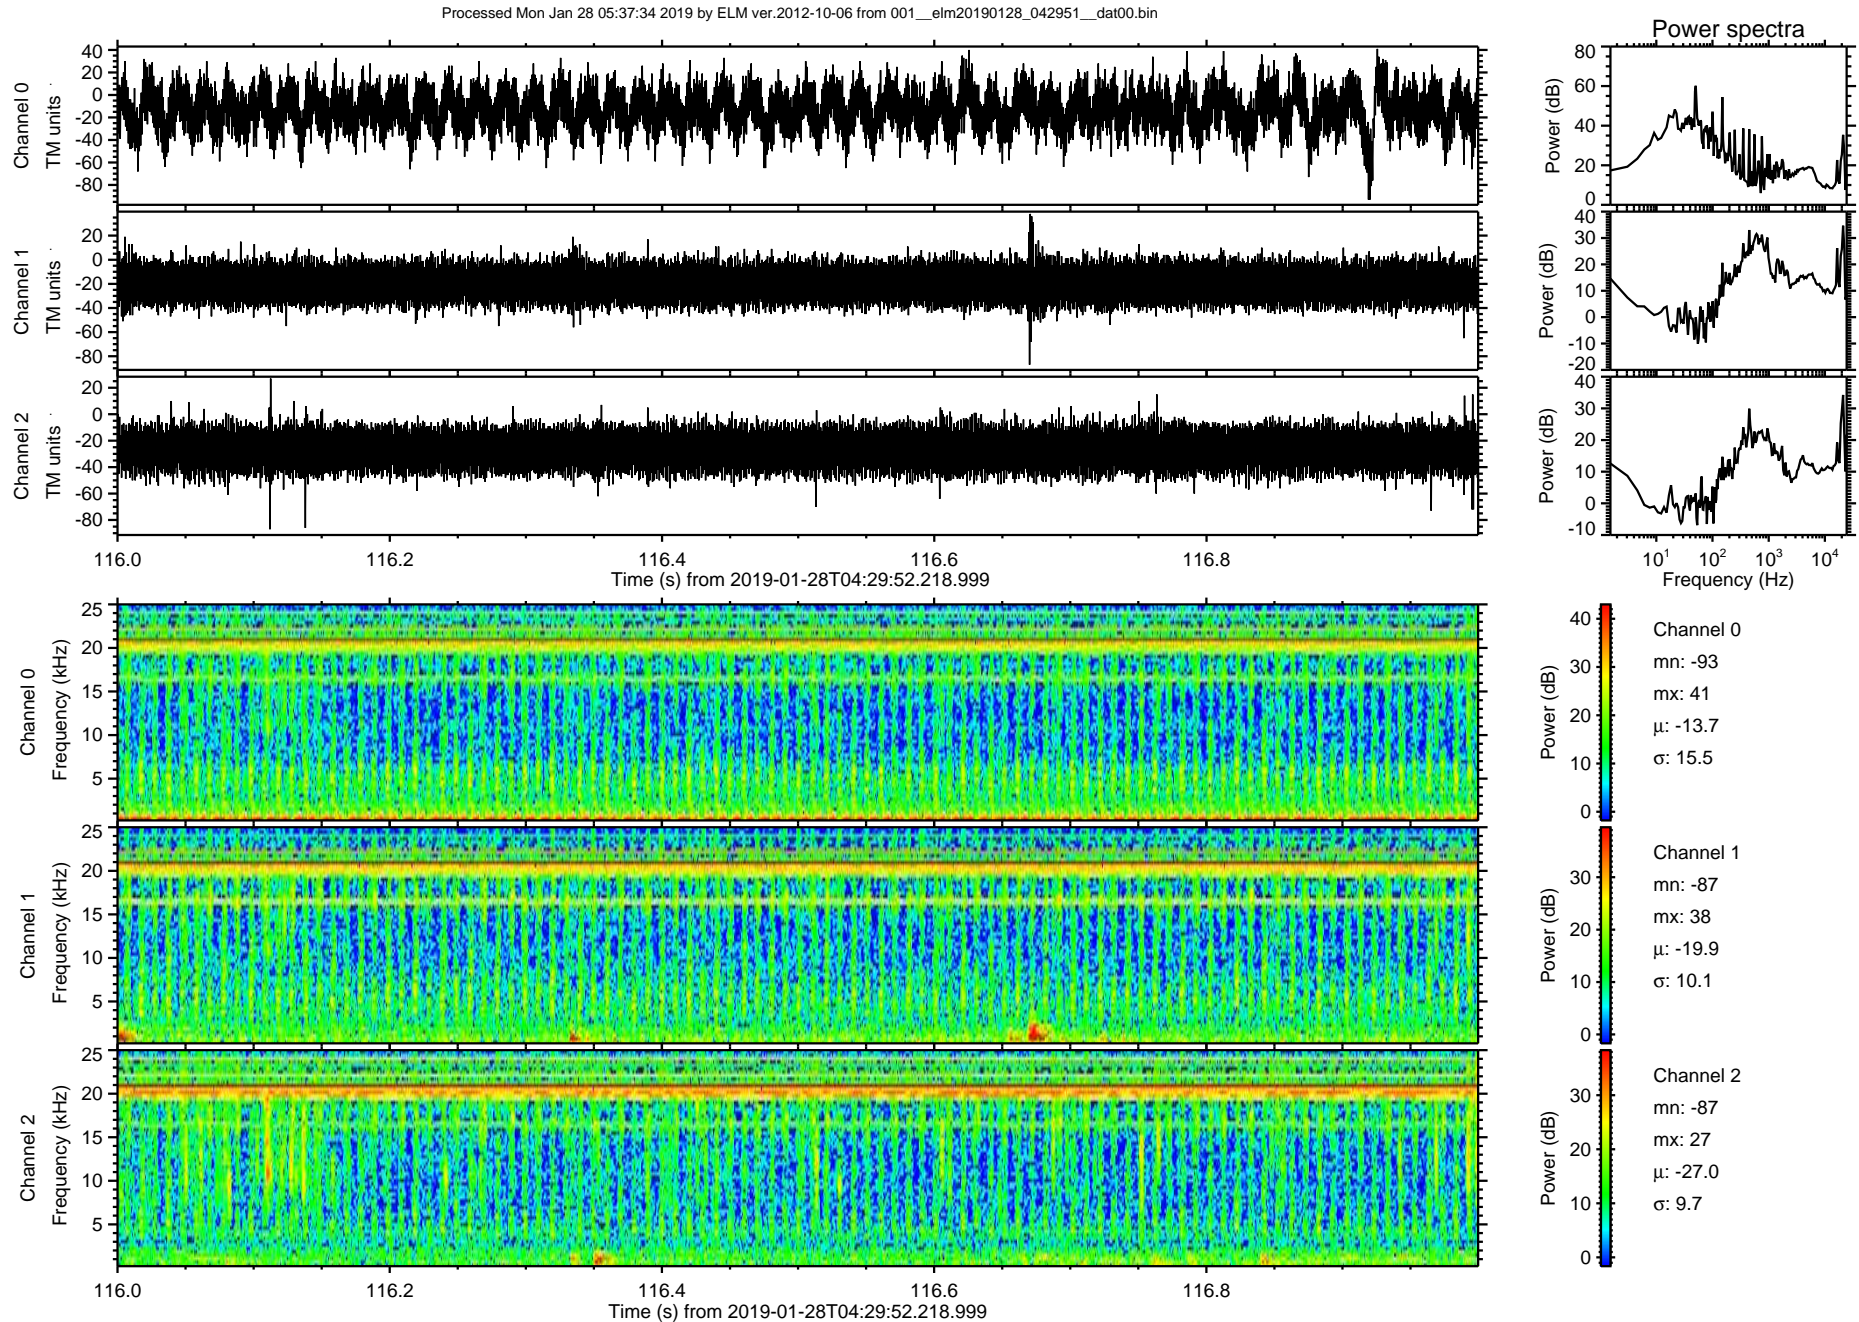 Processed Mon Jan 28 05:37:34 2019 by ELM ver.2012-10-06 from 001__elm20190128_042951__dat00.bin
Power spectra
Channel 0
TM units
40
20
0
-20
-40
-60
-80
Power (dB)
80
60
40
20
0
Channel 1
TM units
20
0
-20
-40
-60
-80
Power (dB)
40
30
20
10
0
-10
-20
Channel 2
TM units
20
0
-20
-40
-60
-80
Power (dB)
40
30
20
10
0
-10
116.0 116.2 116.4 116.6 116.8
Time (s) from 2019-01-28T04:29:52.218.999
10^1 10^2 10^3 10^4
Frequency (Hz)
Channel 0
Frequency (kHz)
25
20
15
10
5
Power (dB)
40
30
20
10
0
Channel 0
mn: -93
mx: 41
μ: -13.7
σ: 15.5
Channel 1
Frequency (kHz)
25
20
15
10
5
Power (dB)
30
20
10
0
Channel 1
mn: -87
mx: 38
μ: -19.9
σ: 10.1
Channel 2
Frequency (kHz)
25
20
15
10
5
Power (dB)
30
20
10
0
Channel 2
mn: -87
mx: 27
μ: -27.0
σ: 9.7
116.0 116.2 116.4 116.6 116.8
Time (s) from 2019-01-28T04:29:52.218.999